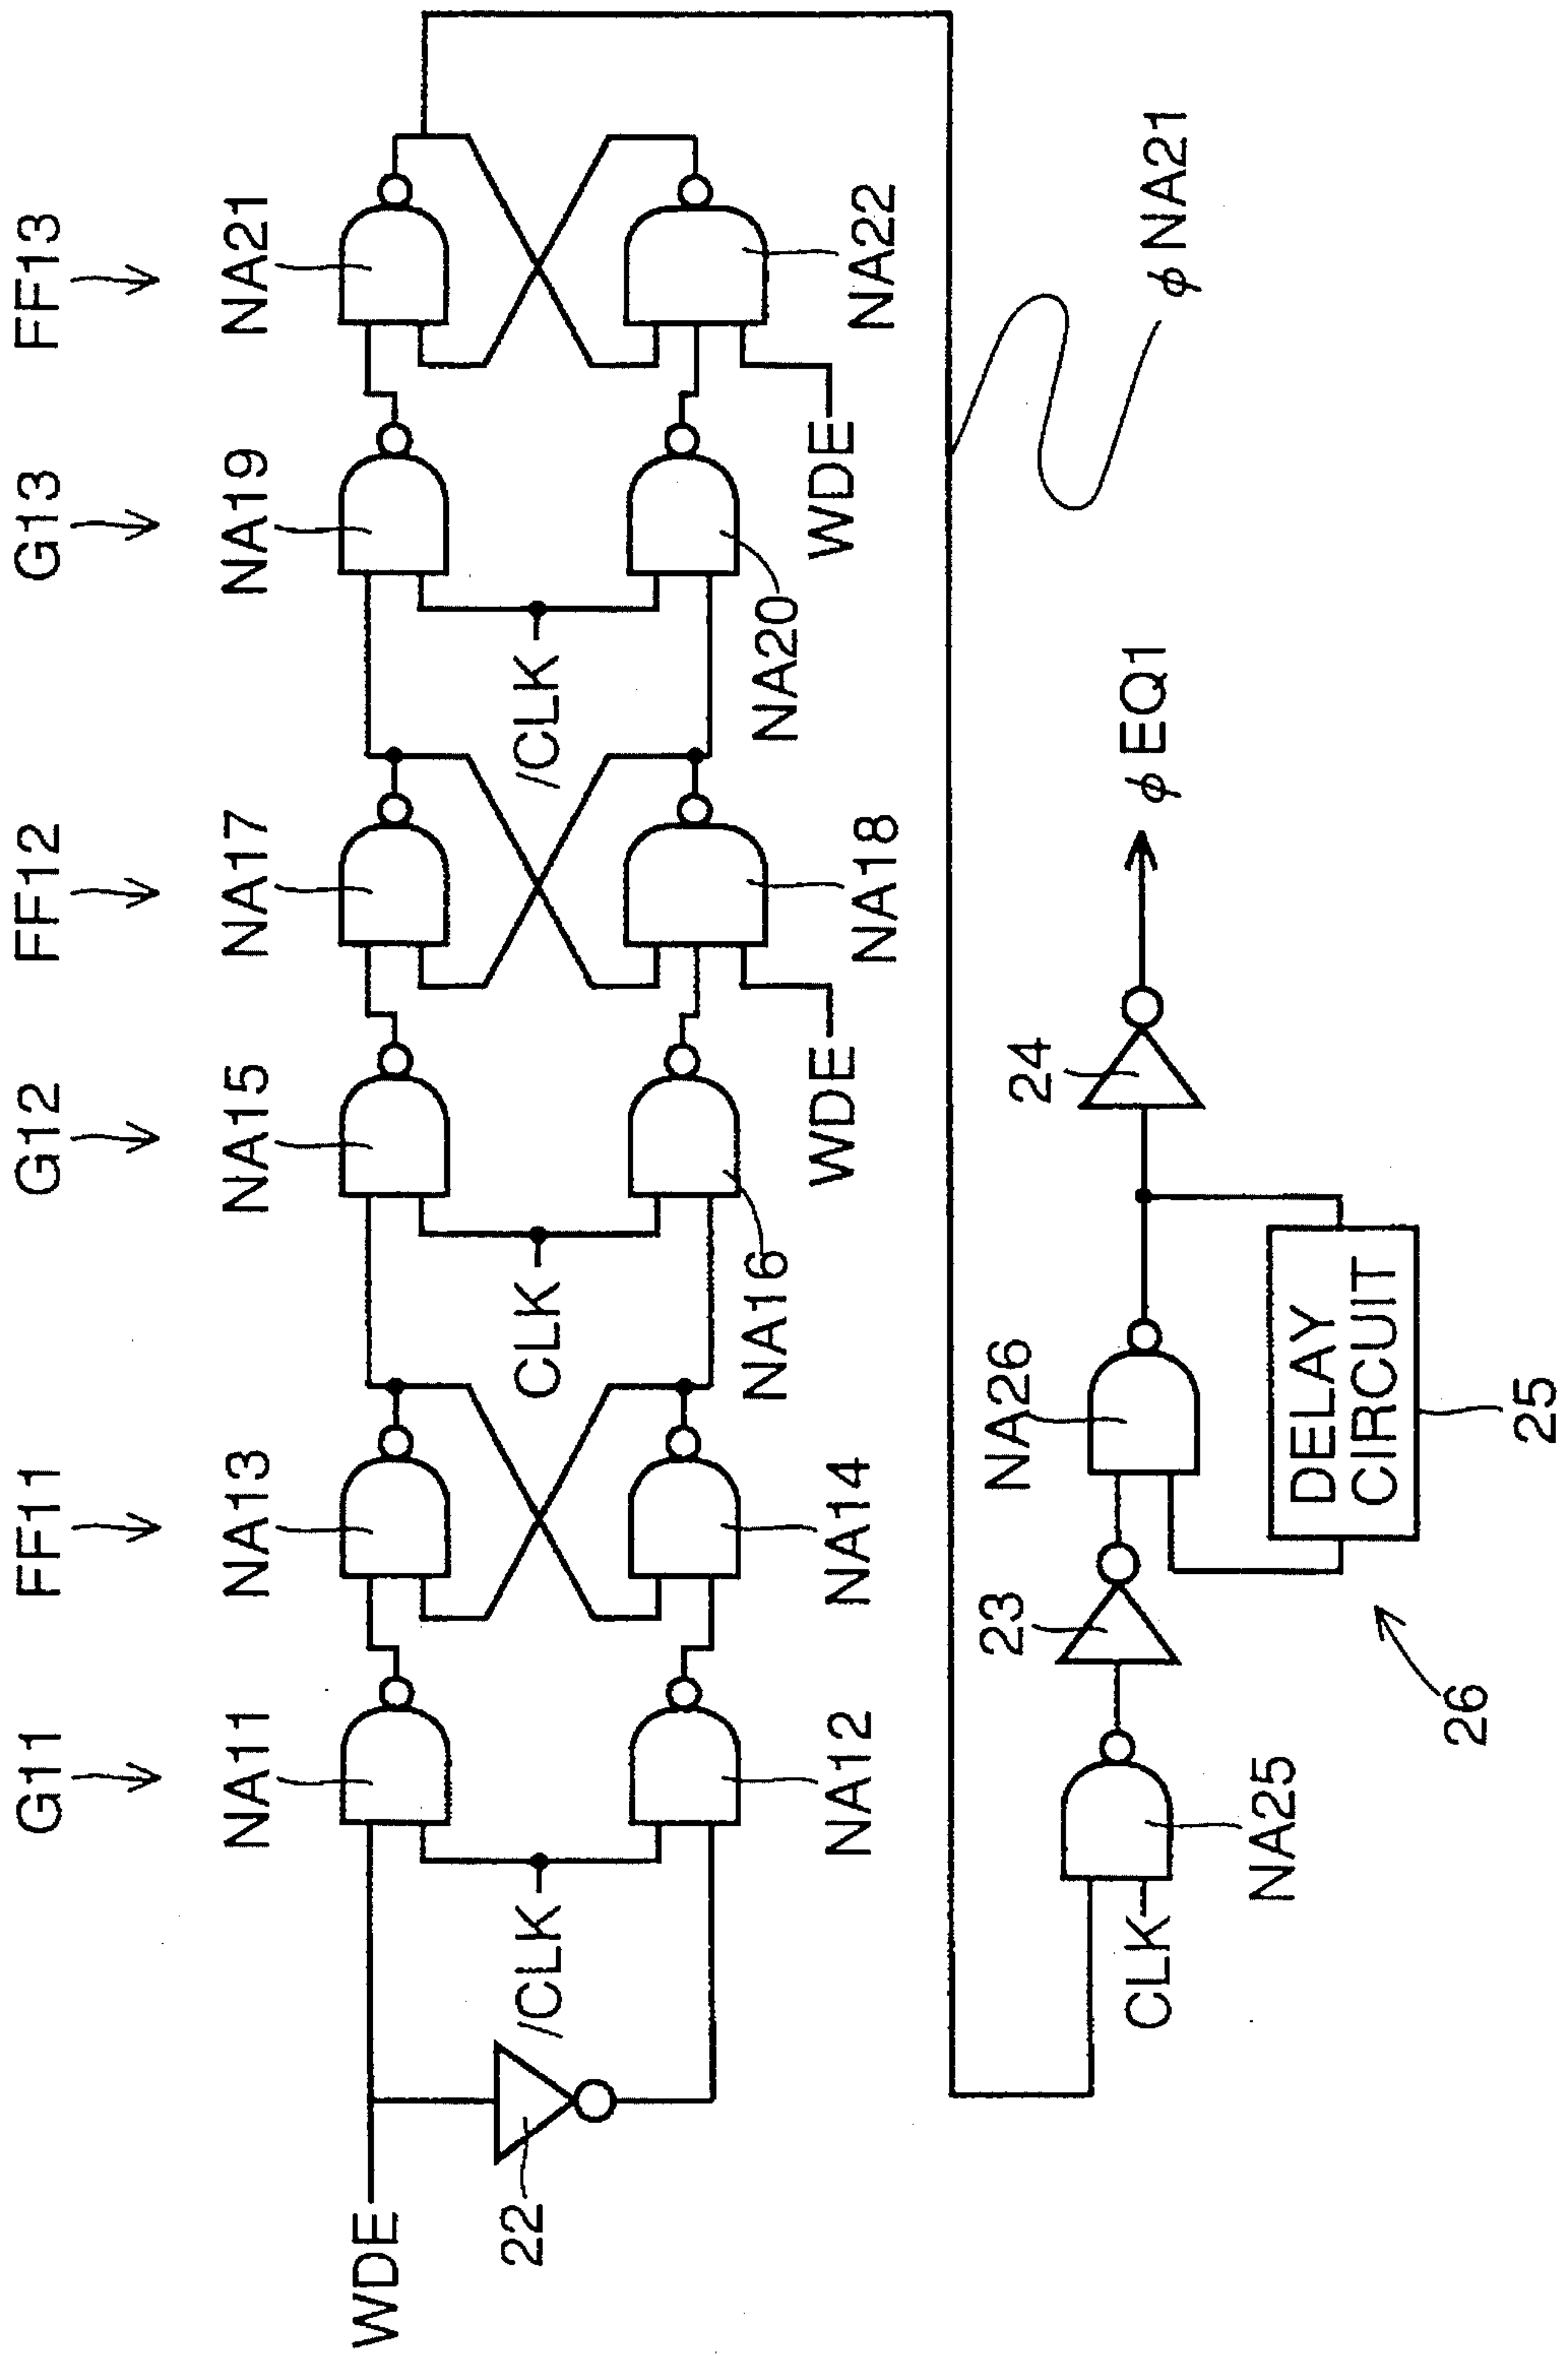 G11 FF11 G12 FF12 G13 FF13
NA11 NA13 NA15 NA17 NA19 NA21
WDE
22
/CLK CLK /CLK
NA12 NA14 NA16 NA18 NA20 NA22
WDE WDE
φNA21
23 NA26 24
CLK
φEQ1
NA25
DELAY
CIRCUIT
26 25